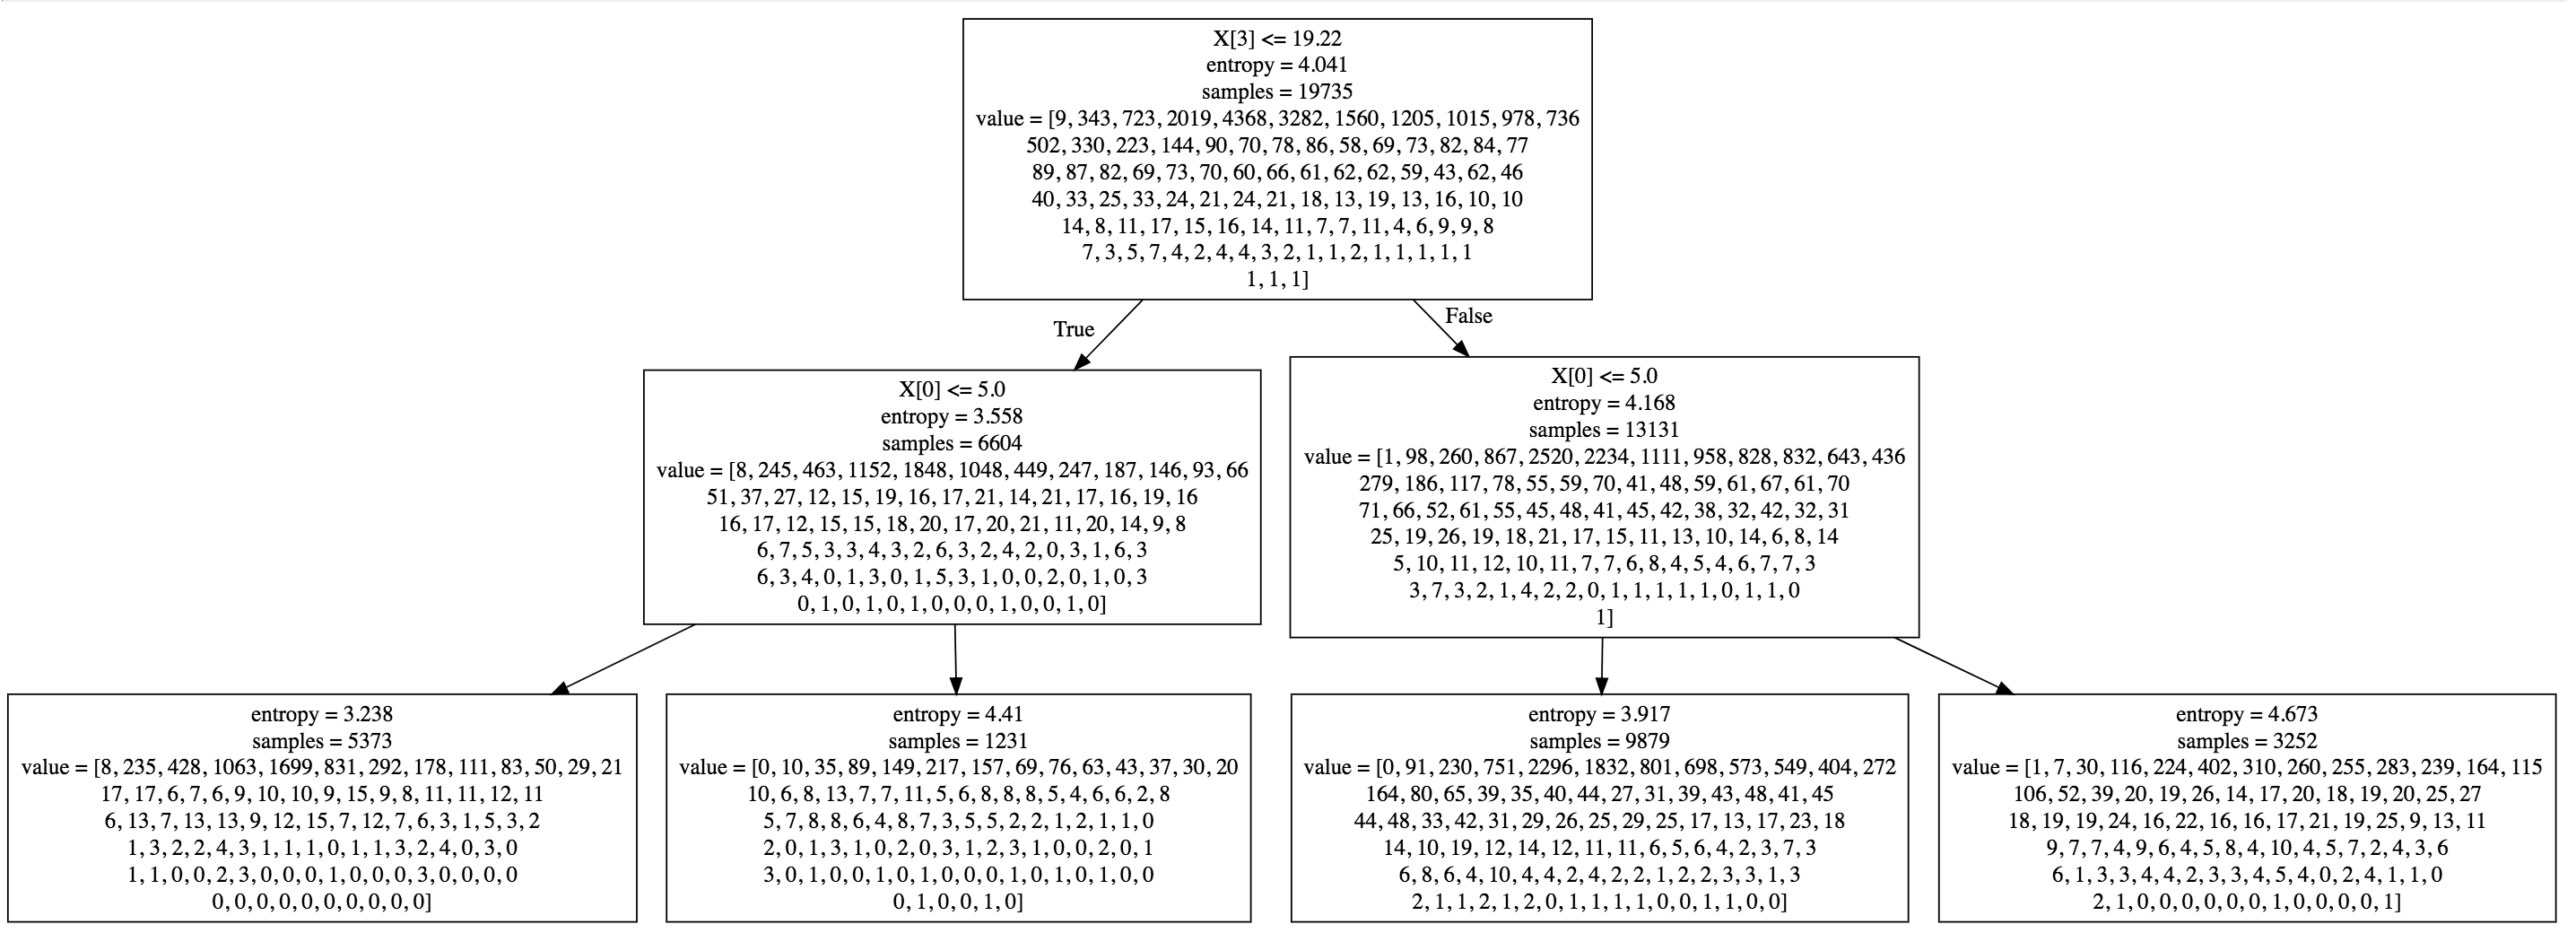 X[3] <= 19.22
entropy = 4.041
samples = 19735
value = [9, 343, 723, 2019, 4368, 3282, 1560, 1205, 1015, 978, 736
502, 330, 223, 144, 90, 70, 78, 86, 58, 69, 73, 82, 84, 77
89, 87, 82, 69, 73, 70, 60, 66, 61, 62, 62, 59, 43, 62, 46
40, 33, 25, 33, 24, 21, 24, 21, 18, 13, 19, 13, 16, 10, 10
14, 8, 11, 17, 15, 16, 14, 11, 7, 7, 11, 4, 6, 9, 9, 8
7, 3, 5, 7, 4, 2, 4, 4, 3, 2, 1, 1, 2, 1, 1, 1, 1, 1
1, 1, 1]
True
False
X[0] <= 5.0
entropy = 3.558
samples = 6604
value = [8, 245, 463, 1152, 1848, 1048, 449, 247, 187, 146, 93, 66
51, 37, 27, 12, 15, 19, 16, 17, 21, 14, 21, 17, 16, 19, 16
16, 17, 12, 15, 15, 18, 20, 17, 20, 21, 11, 20, 14, 9, 8
6, 7, 5, 3, 3, 4, 3, 2, 6, 3, 2, 4, 2, 0, 3, 1, 6, 3
6, 3, 4, 0, 1, 3, 0, 1, 5, 3, 1, 0, 0, 2, 0, 1, 0, 3
0, 1, 0, 1, 0, 1, 0, 0, 0, 1, 0, 0, 1, 0]
X[0] <= 5.0
entropy = 4.168
samples = 13131
value = [1, 98, 260, 867, 2520, 2234, 1111, 958, 828, 832, 643, 436
279, 186, 117, 78, 55, 59, 70, 41, 48, 59, 61, 67, 61, 70
71, 66, 52, 61, 55, 45, 48, 41, 45, 42, 38, 32, 42, 32, 31
25, 19, 26, 19, 18, 21, 17, 15, 11, 13, 10, 14, 6, 8, 14
5, 10, 11, 12, 10, 11, 7, 7, 6, 8, 4, 5, 4, 6, 7, 7, 3
3, 7, 3, 2, 1, 4, 2, 2, 0, 1, 1, 1, 1, 1, 0, 1, 1, 0
1]
entropy = 3.238
samples = 5373
value = [8, 235, 428, 1063, 1699, 831, 292, 178, 111, 83, 50, 29, 21
17, 17, 6, 7, 6, 9, 10, 10, 9, 15, 9, 8, 11, 11, 12, 11
6, 13, 7, 13, 13, 9, 12, 15, 7, 12, 7, 6, 3, 1, 5, 3, 2
1, 3, 2, 2, 4, 3, 1, 1, 1, 0, 1, 1, 3, 2, 4, 0, 3, 0
1, 1, 0, 0, 2, 3, 0, 0, 0, 1, 0, 0, 0, 3, 0, 0, 0, 0
0, 0, 0, 0, 0, 0, 0, 0, 0, 0]
entropy = 4.41
samples = 1231
value = [0, 10, 35, 89, 149, 217, 157, 69, 76, 63, 43, 37, 30, 20
10, 6, 8, 13, 7, 7, 11, 5, 6, 8, 8, 8, 5, 4, 6, 6, 2, 8
5, 7, 8, 8, 6, 4, 8, 7, 3, 5, 5, 2, 2, 1, 2, 1, 1, 0
2, 0, 1, 3, 1, 0, 2, 0, 3, 1, 2, 3, 1, 0, 0, 2, 0, 1
3, 0, 1, 0, 0, 1, 0, 1, 0, 0, 0, 1, 0, 1, 0, 1, 0, 0
0, 1, 0, 0, 1, 0]
entropy = 3.917
samples = 9879
value = [0, 91, 230, 751, 2296, 1832, 801, 698, 573, 549, 404, 272
164, 80, 65, 39, 35, 40, 44, 27, 31, 39, 43, 48, 41, 45
44, 48, 33, 42, 31, 29, 26, 25, 29, 25, 17, 13, 17, 23, 18
14, 10, 19, 12, 14, 12, 11, 11, 6, 5, 6, 4, 2, 3, 7, 3
6, 8, 6, 4, 10, 4, 4, 2, 4, 2, 2, 1, 2, 2, 3, 3, 1, 3
2, 1, 1, 2, 1, 2, 0, 1, 1, 1, 1, 0, 0, 1, 1, 0, 0]
entropy = 4.673
samples = 3252
value = [1, 7, 30, 116, 224, 402, 310, 260, 255, 283, 239, 164, 115
106, 52, 39, 20, 19, 26, 14, 17, 20, 18, 19, 20, 25, 27
18, 19, 19, 24, 16, 22, 16, 16, 17, 21, 19, 25, 9, 13, 11
9, 7, 7, 4, 9, 6, 4, 5, 8, 4, 10, 4, 5, 7, 2, 4, 3, 6
6, 1, 3, 3, 4, 4, 2, 3, 3, 4, 5, 4, 0, 2, 4, 1, 1, 0
2, 1, 0, 0, 0, 0, 0, 0, 1, 0, 0, 0, 0, 1]